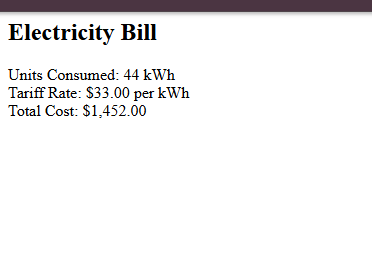 Electricity Bill
Units Consumed: 44 kWh
Tariff Rate: $33.00 per kWh
Total Cost: $1,452.00